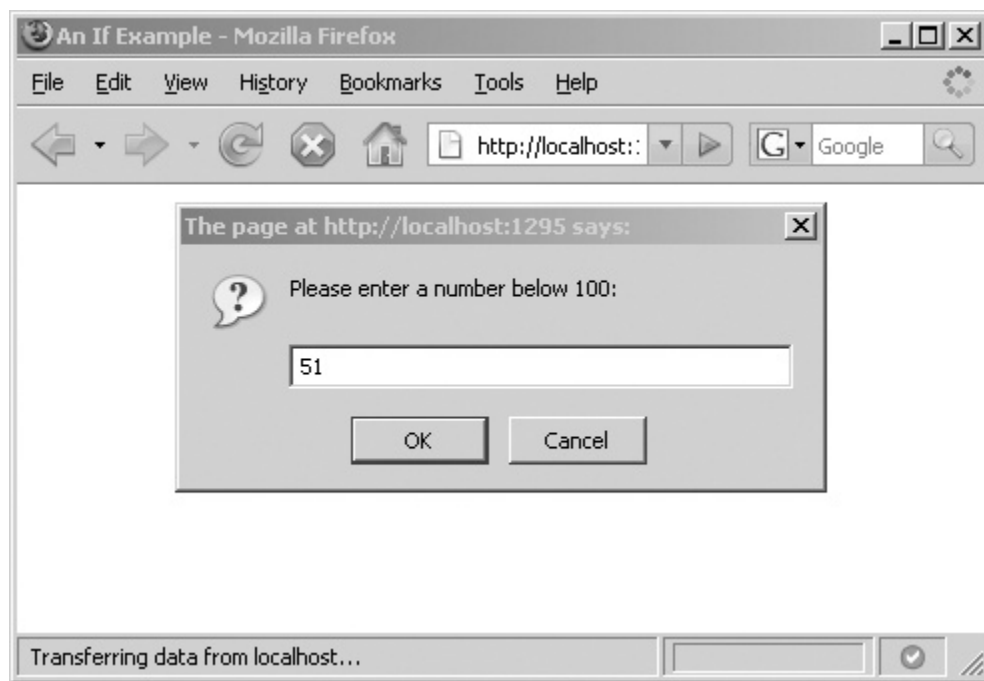 An If Example - Mozilla Firefox
File Edit View History Bookmarks Tools Help
http://localhost:1 G Google
The page at http://localhost:1295 says:
? Please enter a number below 100:
51
OK Cancel
Transferring data from localhost...